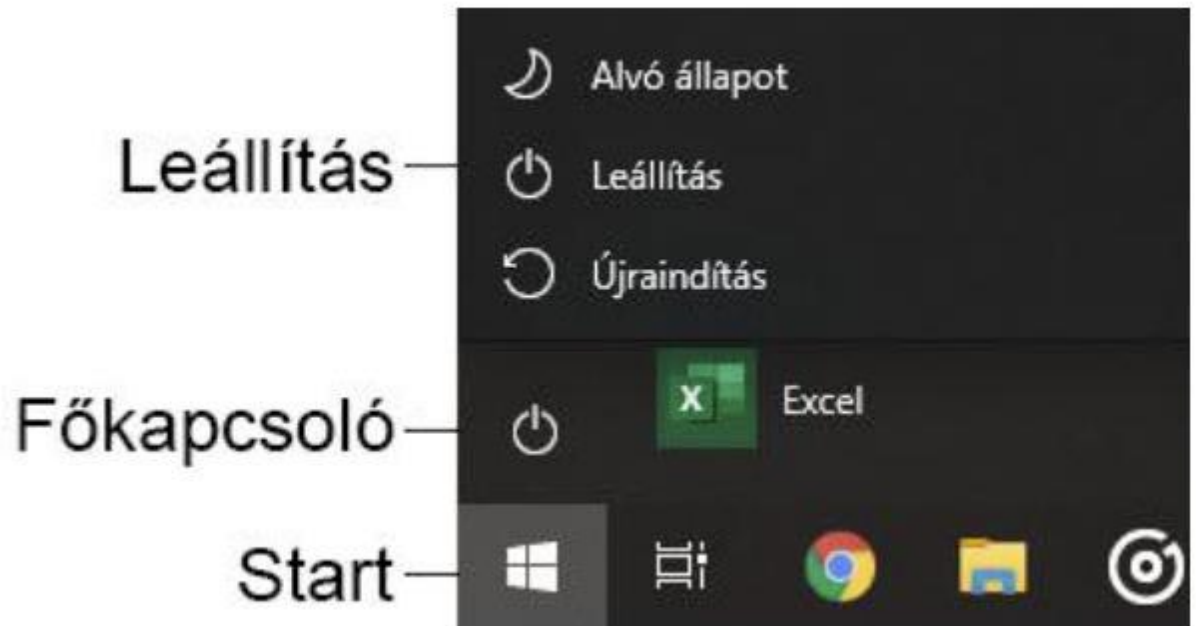 Alvó állapot
Leállítás
Leállítás
Újraindítás
Főkapcsoló
Excel
Start